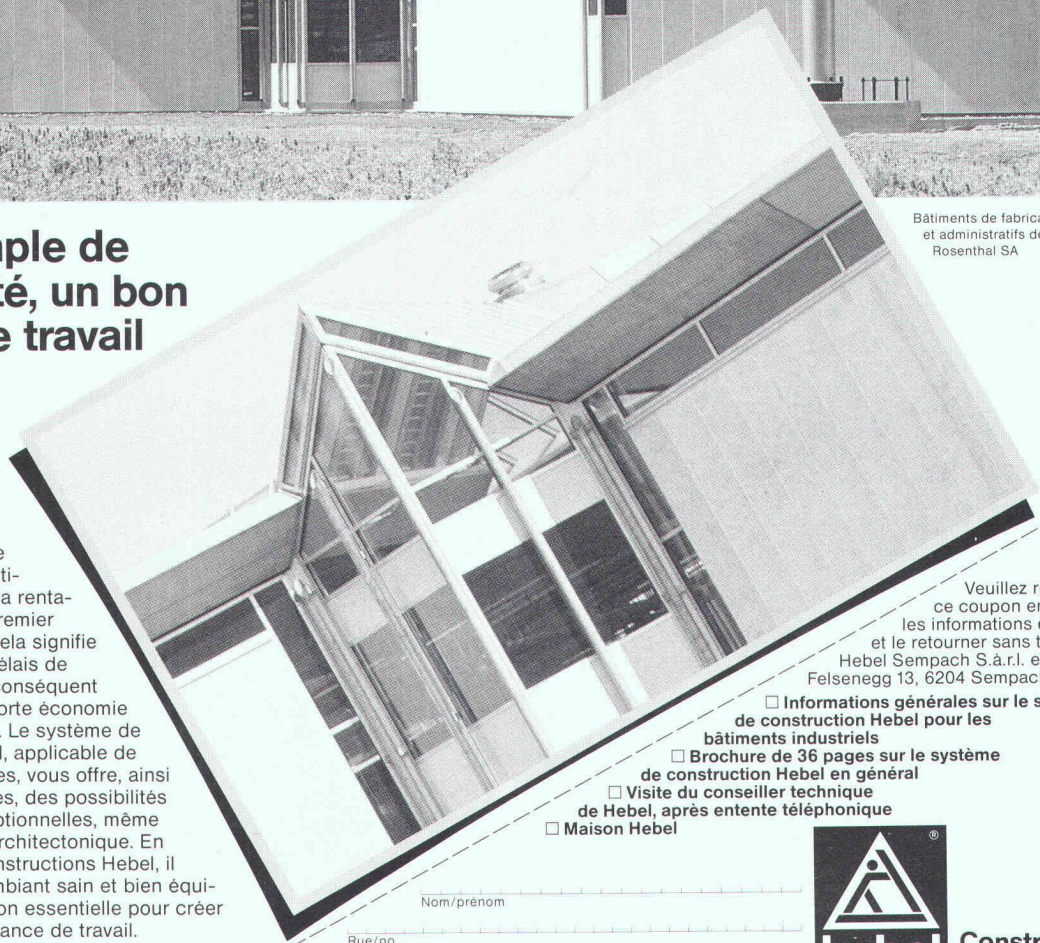 ple de
té, un bon
e travail
Bâtiments de fabrica
et administratifs de
Rosenthal SA
e
ti-
a renta-
remier
ela signifie
élais de
onséquent
orte économie
. Le système de
l, applicable de
es, vous offre, ainsi
es, des possibilités
ptionnelles, même
rchitectonique. En
nstructions Hebel, il
mbiant sain et bien équi-
on essentielle pour créer
ance de travail.
Veuillez r
ce coupon en
les informations
et le retourner sans t
Hebel Sempach S.à.r.l. e
Felsenegg 13, 6204 Sempach
☐ Informations générales sur le s
de construction Hebel pour les
bâtiments industriels
☐ Brochure de 36 pages sur le système
de construction Hebel en général
☐ Visite du conseiller technique
de Hebel, après entente téléphonique
☐ Maison Hebel
Nom/prénom
Rue/no
®
Constr